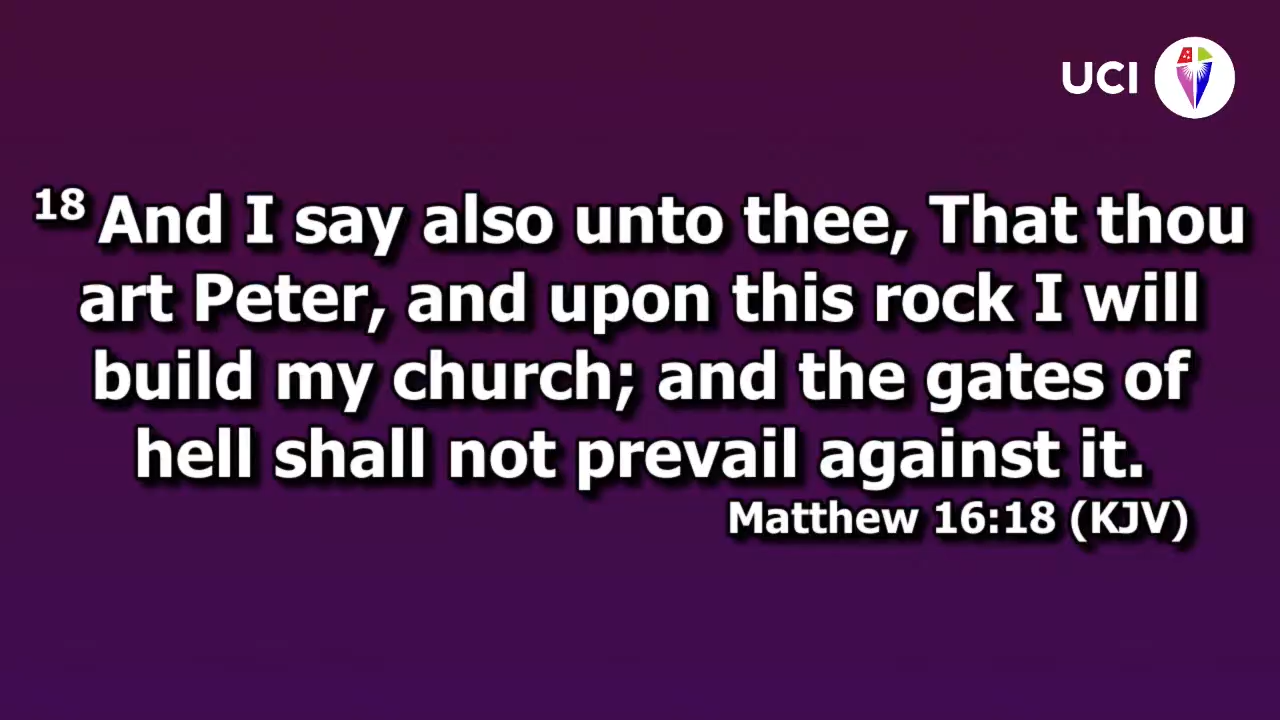 UCI
18 And I say also unto thee, That thou
art Peter, and upon this rock I will
build my church; and the gates of
hell shall not prevail against it.
Matthew 16:18 (KJV)